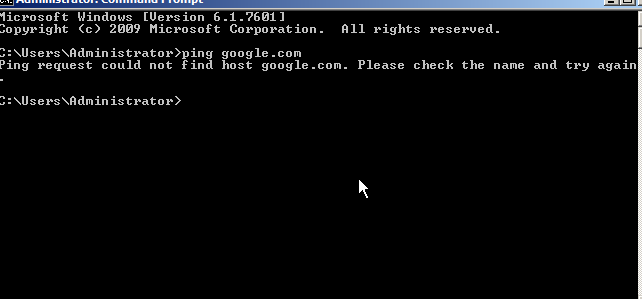 Administrator: Command Prompt
Microsoft Windows [Version 6.1.7601]
Copyright (c) 2009 Microsoft Corporation.  All rights reserved.
C:\Users\Administrator>ping google.com
Ping request could not find host google.com. Please check the name and try again
.
C:\Users\Administrator>